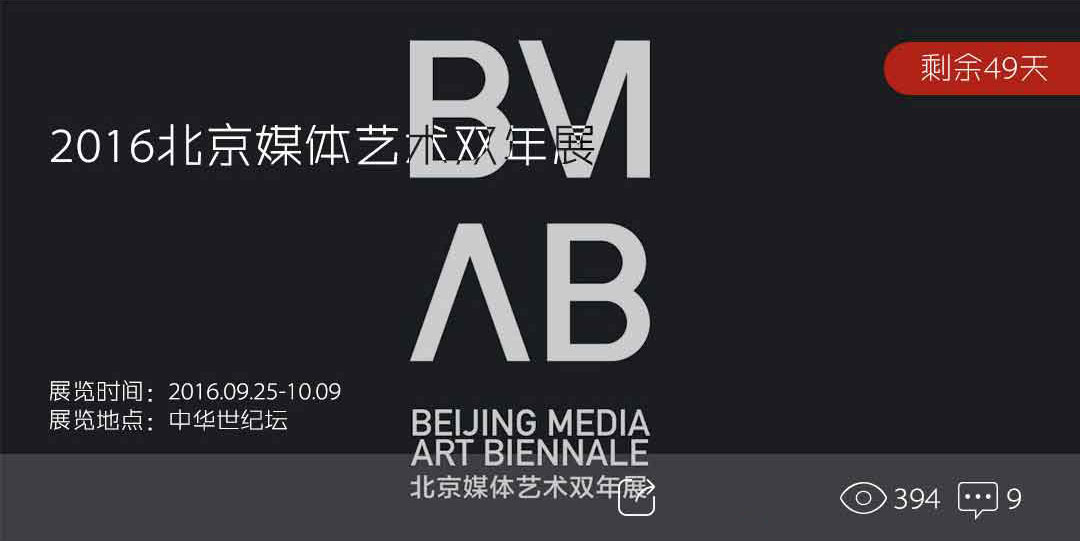 BM
剩余49天
2016北京媒体艺术双年展
AB
展览时间：2016.09.25-10.09
展览地点：中华世纪坛
BEIJING MEDIA
ART BIENNALE
北京媒体艺术双年展
394
9